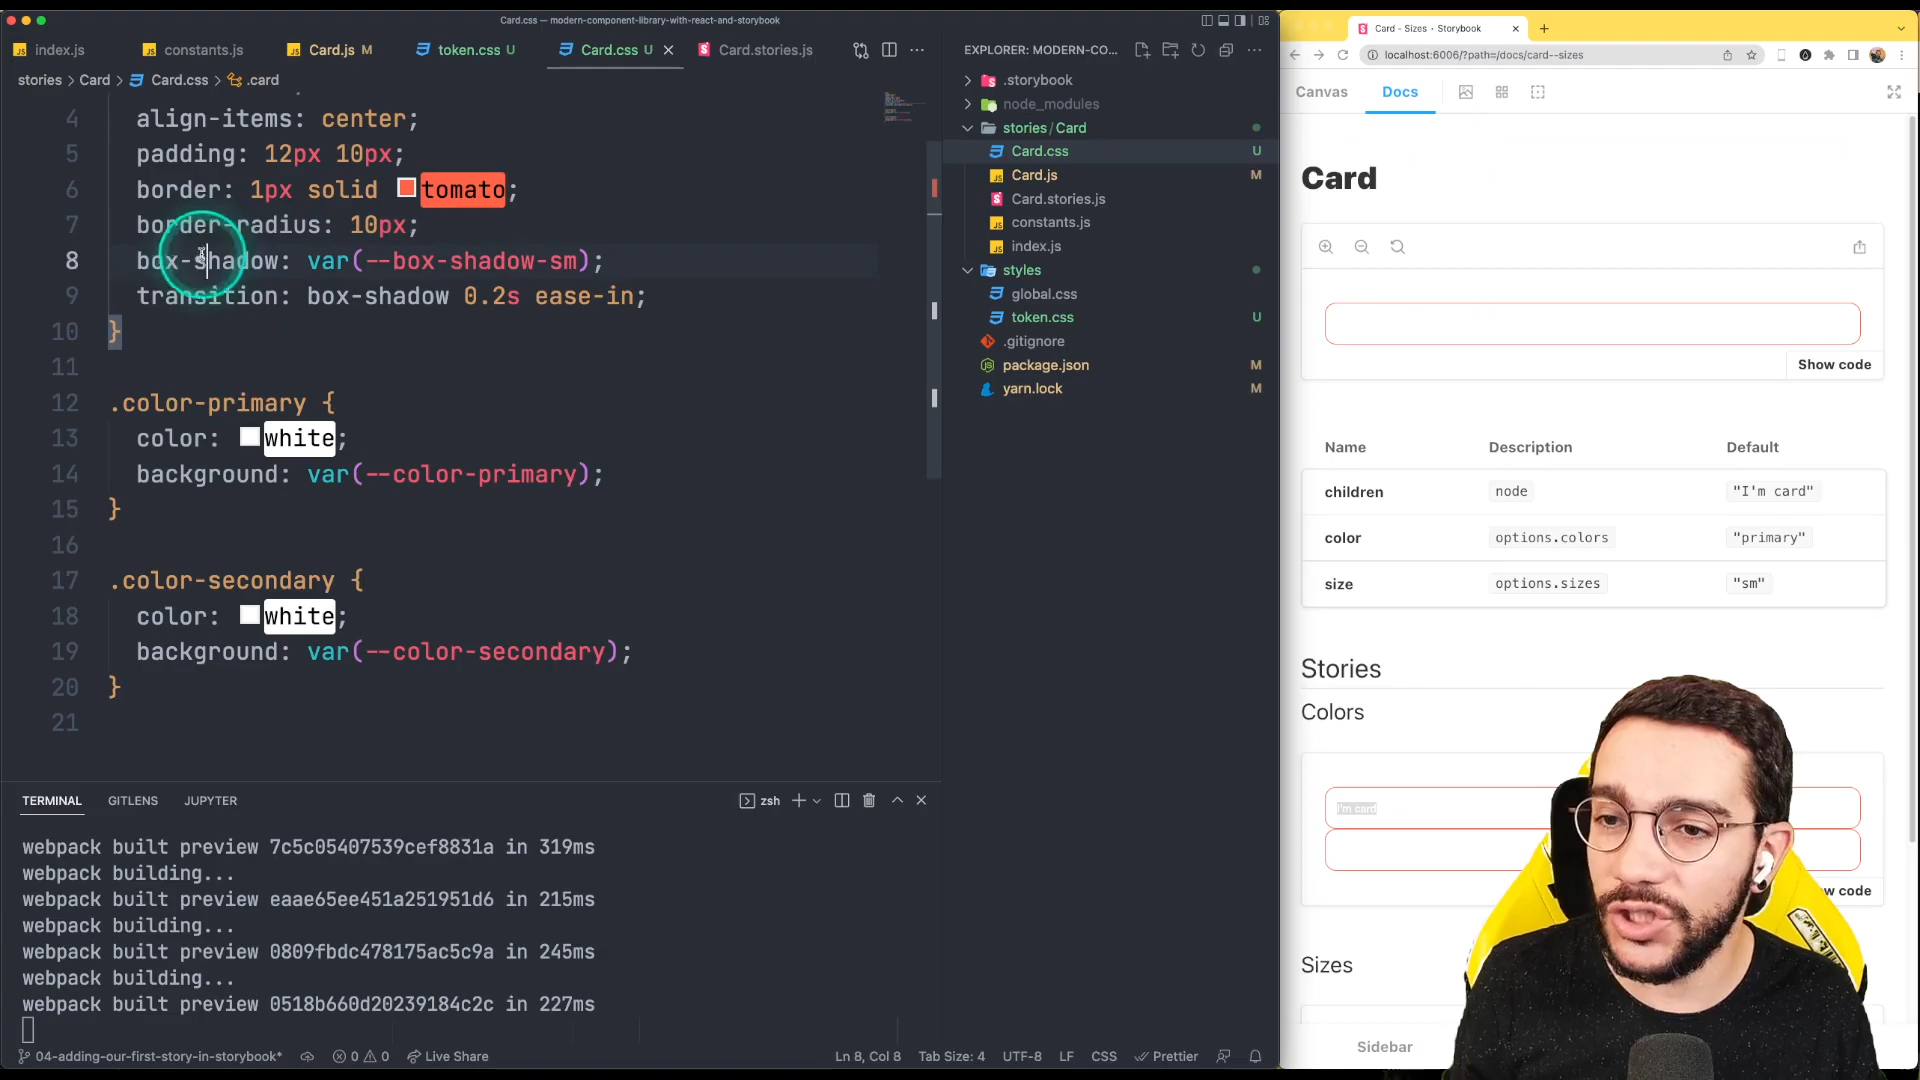 Card.css — modern-component-library-with-react-and-storybook
index.js
constants.js
Card.js M
token.css U
Card.css U
Card.stories.js
stories > Card > Card.css > .card
4 align-items: center;
5 padding: 12px 10px;
6 border: 1px solid tomato;
7 border-radius: 10px;
8 box-shadow: var(--box-shadow-sm);
9 transition: box-shadow 0.2s ease-in;
10 }
11
12 .color-primary {
13 color: white;
14 background: var(--color-primary);
15 }
16
17 .color-secondary {
18 color: white;
19 background: var(--color-secondary);
20 }
21
TERMINAL GITLENS JUPYTER zsh
webpack built preview 7c5c05407539cef8831a in 319ms
webpack building...
webpack built preview eaae65ee451a251951d6 in 215ms
webpack building...
webpack built preview 0809fbdc478175ac5c9a in 245ms
webpack building...
webpack built preview 0518b660d20239184c2c in 227ms
04-adding-our-first-story-in-storybook* 0 0 Live Share Ln 8, Col 8 Tab Size: 4 UTF-8 LF CSS Prettier
EXPLORER: MODERN-CO...
.storybook
node_modules
stories / Card
Card.css U
Card.js M
Card.stories.js
constants.js
index.js
styles
global.css
token.css U
.gitignore
package.json M
yarn.lock M
Card - Sizes - Storybook
localhost:6006/?path=/docs/card--sizes
Canvas Docs
Card
Show code
Name Description Default
children node "I'm card"
color options.colors "primary"
size options.sizes "sm"
Stories
Colors
I'm card
w code
Sizes
Sidebar